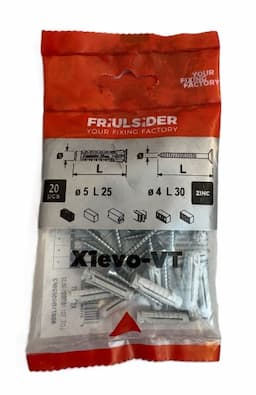 YOUR
FIXING
FACTORY
FRIULSIDER
YOUR FIXING FACTORY
ø
L
ø
L
20
ø 5 L 25
ø 4 L 30
ZINC
X1evo-VT